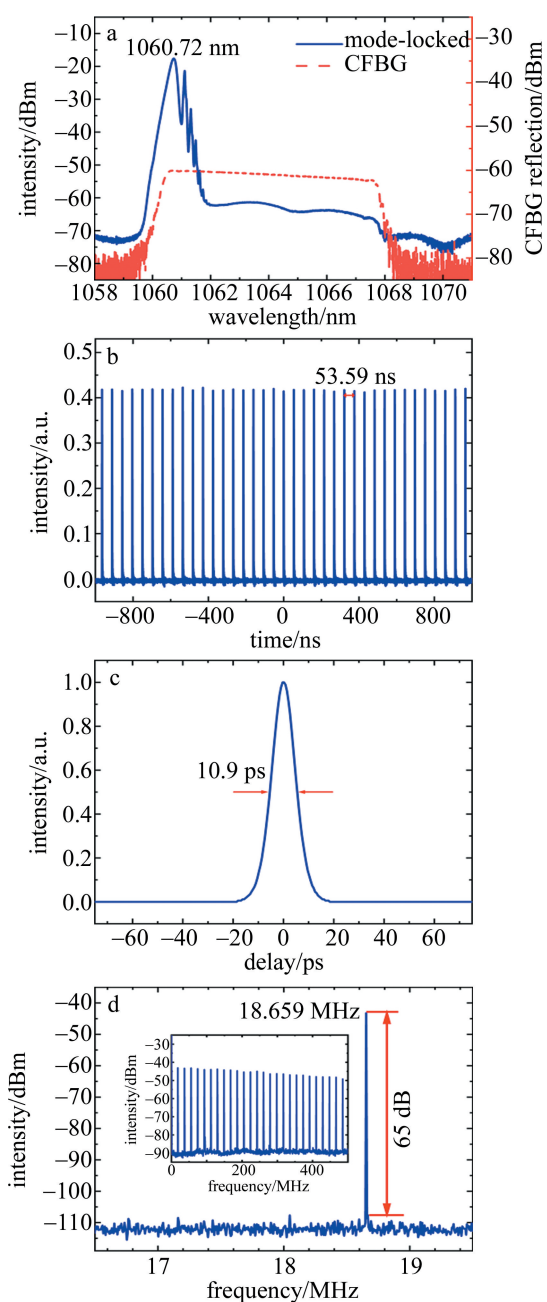 a
1060.72 nm
mode-locked
CFBG
−5
−10
−20
−30
−40
−50
−60
−70
−80
intensity/dBm
−30
−40
−50
−60
−70
−80
CFBG reflection/dBm
1058 1060 1062 1064 1066 1068 1070
wavelength/nm
b
53.59 ns
0.5
0.4
0.3
0.2
0.1
0.0
intensity/a.u.
−800 −400 0 400 800
time/ns
c
10.9 ps
1.0
0.8
0.6
0.4
0.2
0.0
intensity/a.u.
−60 −40 −20 0 20 40 60
delay/ps
d
18.659 MHz
65 dB
−40
−50
−60
−70
−80
−90
−100
−110
intensity/dBm
−30
−40
−50
−60
−70
−80
−90
intensity/dBm
0 200 400
frequency/MHz
17 18 19
frequency/MHz